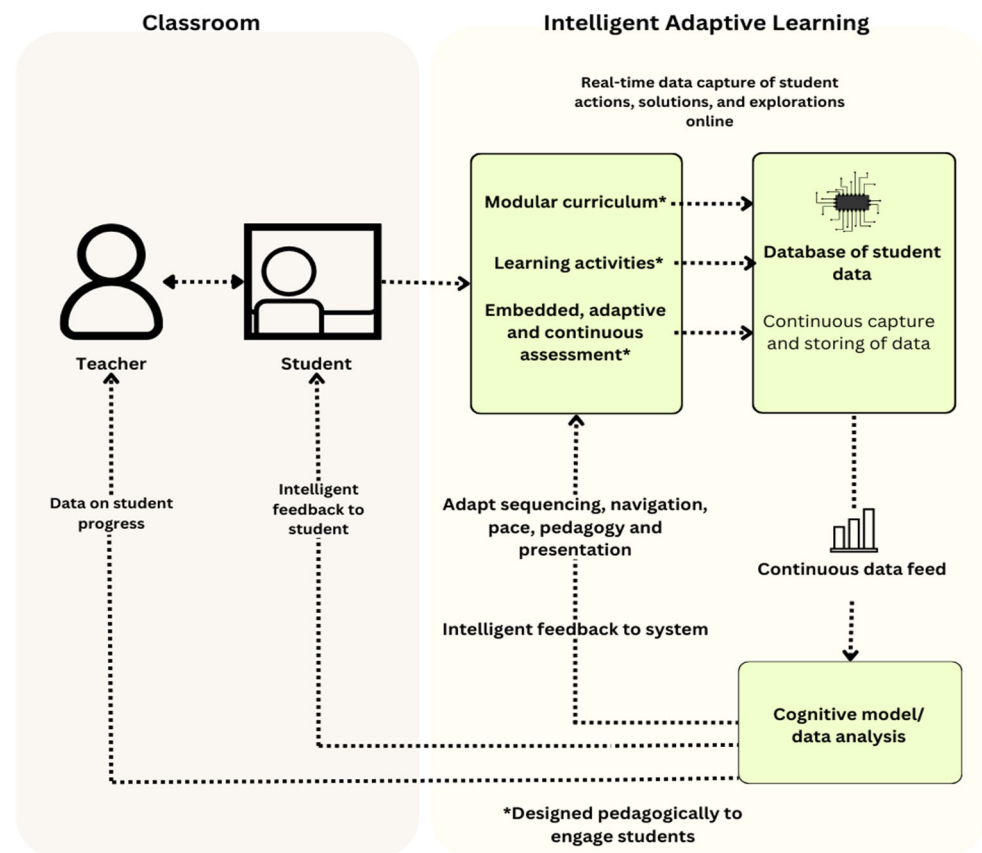 Classroom
Intelligent Adaptive Learning
Real-time data capture of student
actions, solutions, and explorations
online
Modular curriculum*
Learning activities*
Embedded, adaptive
and continuous
assessment*
Database of student
data
Continuous capture
and storing of data
Teacher
Student
Data on student
progress
Intelligent
feedback to
student
Adapt sequencing, navigation,
pace, pedagogy and
presentation
Continuous data feed
Intelligent feedback to system
Cognitive model/
data analysis
*Designed pedagogically to
engage students